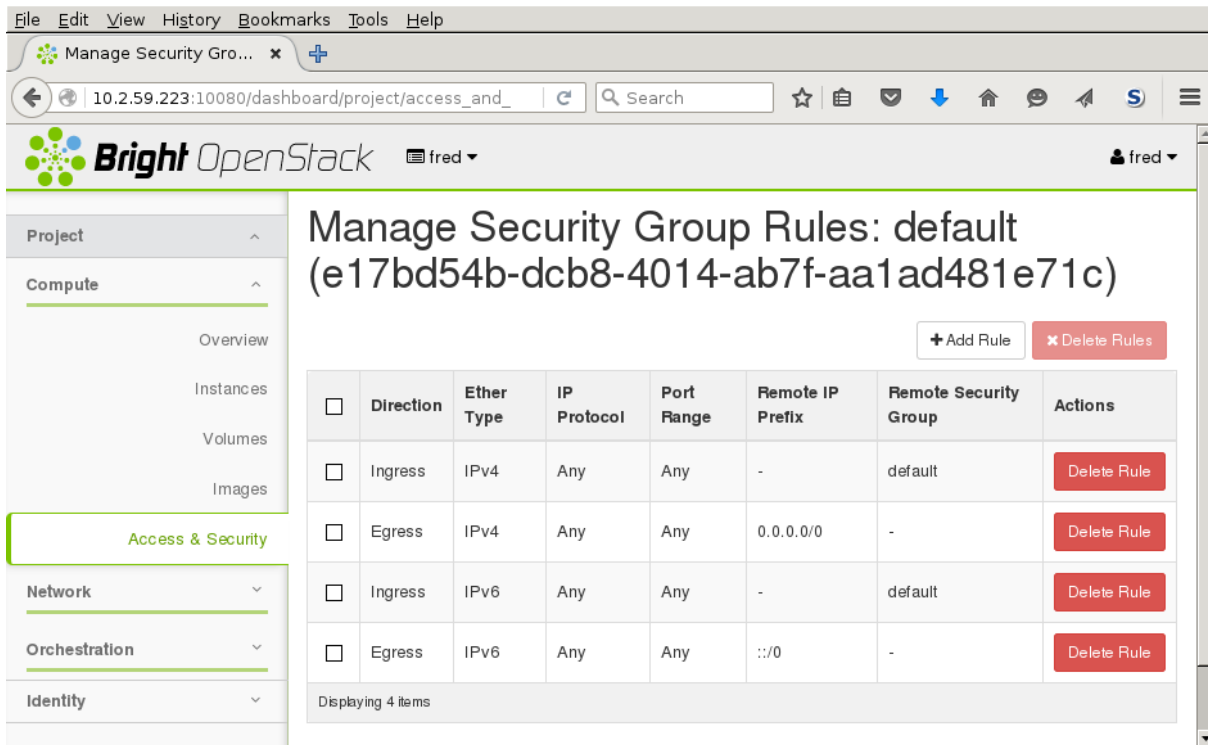 File Edit View History Bookmarks Tools Help
Manage Security Gro...
10.2.59.223:10080/dashboard/project/access_and_
Search
S
Bright OpenStack
fred
fred
Project
Compute
Overview
Instances
Volumes
Images
Access & Security
Network
Orchestration
Identity
Manage Security Group Rules: default
(e17bd54b-dcb8-4014-ab7f-aa1ad481e71c)
Add Rule Delete Rules
Direction Ether Type IP Protocol Port Range Remote IP Prefix Remote Security Group Actions
Ingress IPv4 Any Any - default Delete Rule
Egress IPv4 Any Any 0.0.0.0/0 - Delete Rule
Ingress IPv6 Any Any - default Delete Rule
Egress IPv6 Any Any ::/0 - Delete Rule
Displaying 4 items